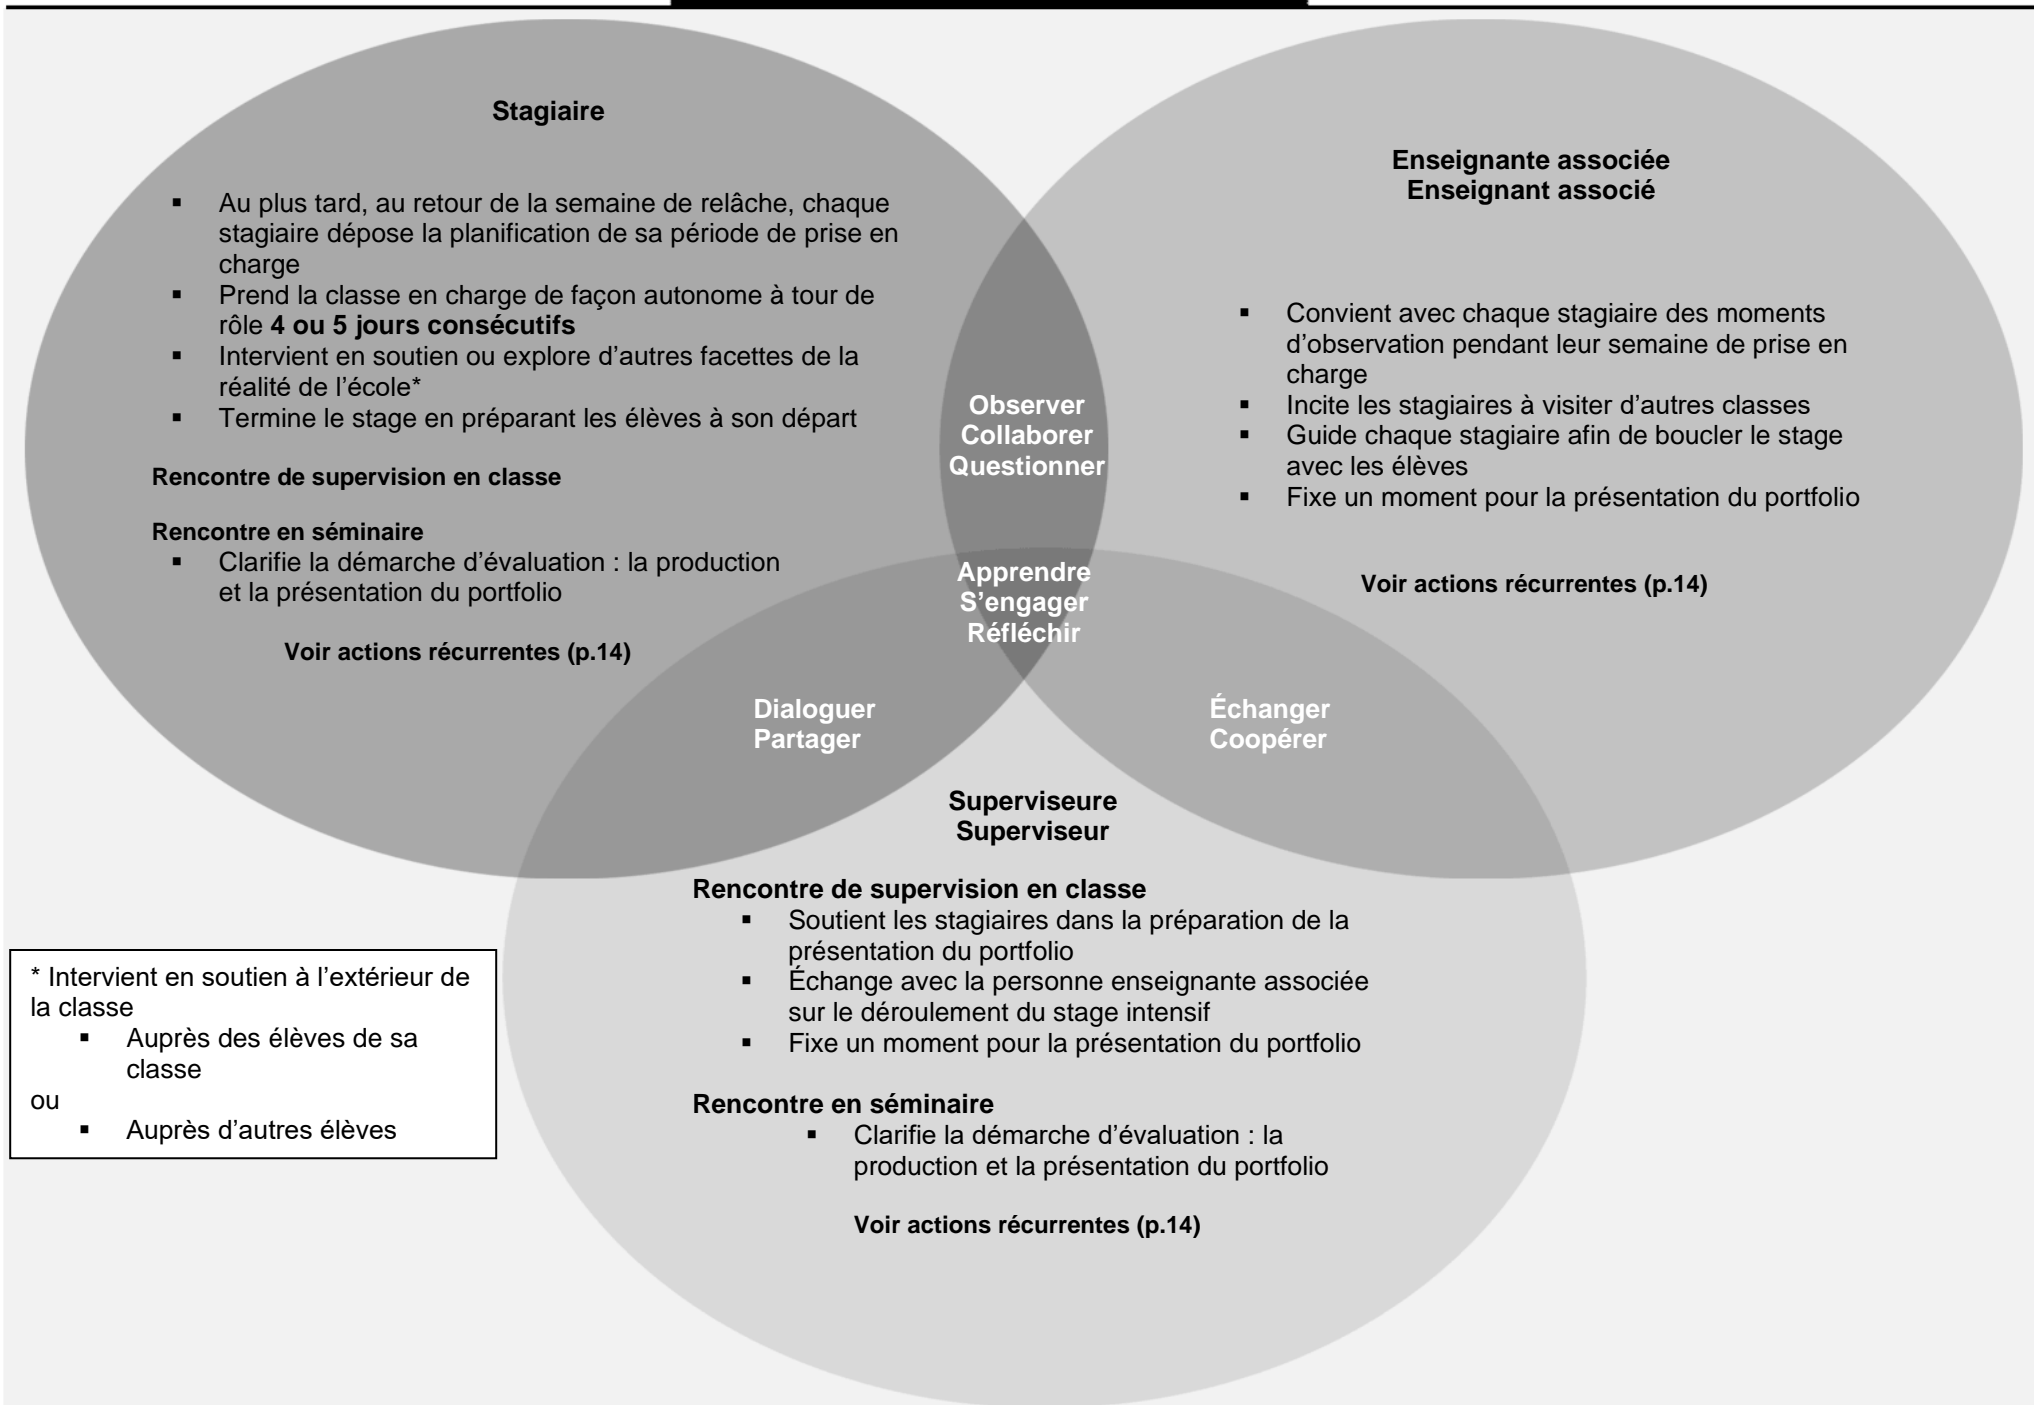 Stagiaire
▪ Au plus tard, au retour de la semaine de relâche, chaque
stagiaire dépose la planification de sa période de prise en
charge
▪ Prend la classe en charge de façon autonome à tour de
rôle 4 ou 5 jours consécutifs
▪ Intervient en soutien ou explore d’autres facettes de la
réalité de l’école*
▪ Termine le stage en préparant les élèves à son départ
Rencontre de supervision en classe
Rencontre en séminaire
▪ Clarifie la démarche d’évaluation : la production
et la présentation du portfolio
Voir actions récurrentes (p.14)
Enseignante associée
Enseignant associé
▪ Convient avec chaque stagiaire des moments
d’observation pendant leur semaine de prise en
charge
▪ Incite les stagiaires à visiter d’autres classes
▪ Guide chaque stagiaire afin de boucler le stage
avec les élèves
▪ Fixe un moment pour la présentation du portfolio
Voir actions récurrentes (p.14)
Observer
Collaborer
Questionner
Apprendre
S’engager
Réfléchir
Dialoguer
Partager
Échanger
Coopérer
Superviseure
Superviseur
Rencontre de supervision en classe
▪ Soutient les stagiaires dans la préparation de la
présentation du portfolio
▪ Échange avec la personne enseignante associée
sur le déroulement du stage intensif
▪ Fixe un moment pour la présentation du portfolio
Rencontre en séminaire
▪ Clarifie la démarche d’évaluation : la
production et la présentation du portfolio
Voir actions récurrentes (p.14)
* Intervient en soutien à l’extérieur de
la classe
▪ Auprès des élèves de sa
classe
ou
▪ Auprès d’autres élèves